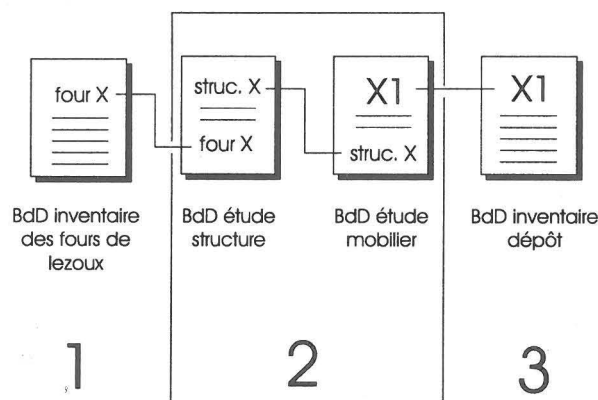 four X
struc. X
four X
X1
struc. X
X1
BdD inventaire
des fours de
lezoux
BdD étude
structure
BdD étude
mobilier
BdD inventaire
dépôt
1
2
3